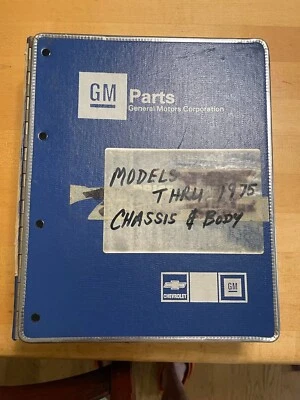 GM
Parts
General Motors Corporation
MODELS
THRU 1975
CHASSIS & BODY
CHEVROLET
GM